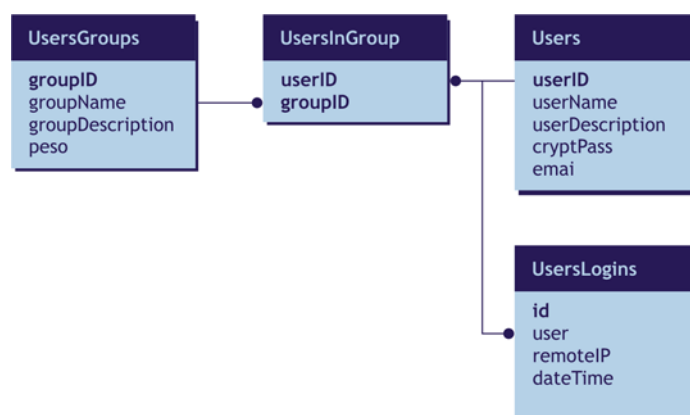 UsersGroups
groupID
groupName
groupDescription
peso
UsersInGroup
userID
groupID
Users
userID
userName
userDescription
cryptPass
emai
UsersLogins
id
user
remoteIP
dateTime